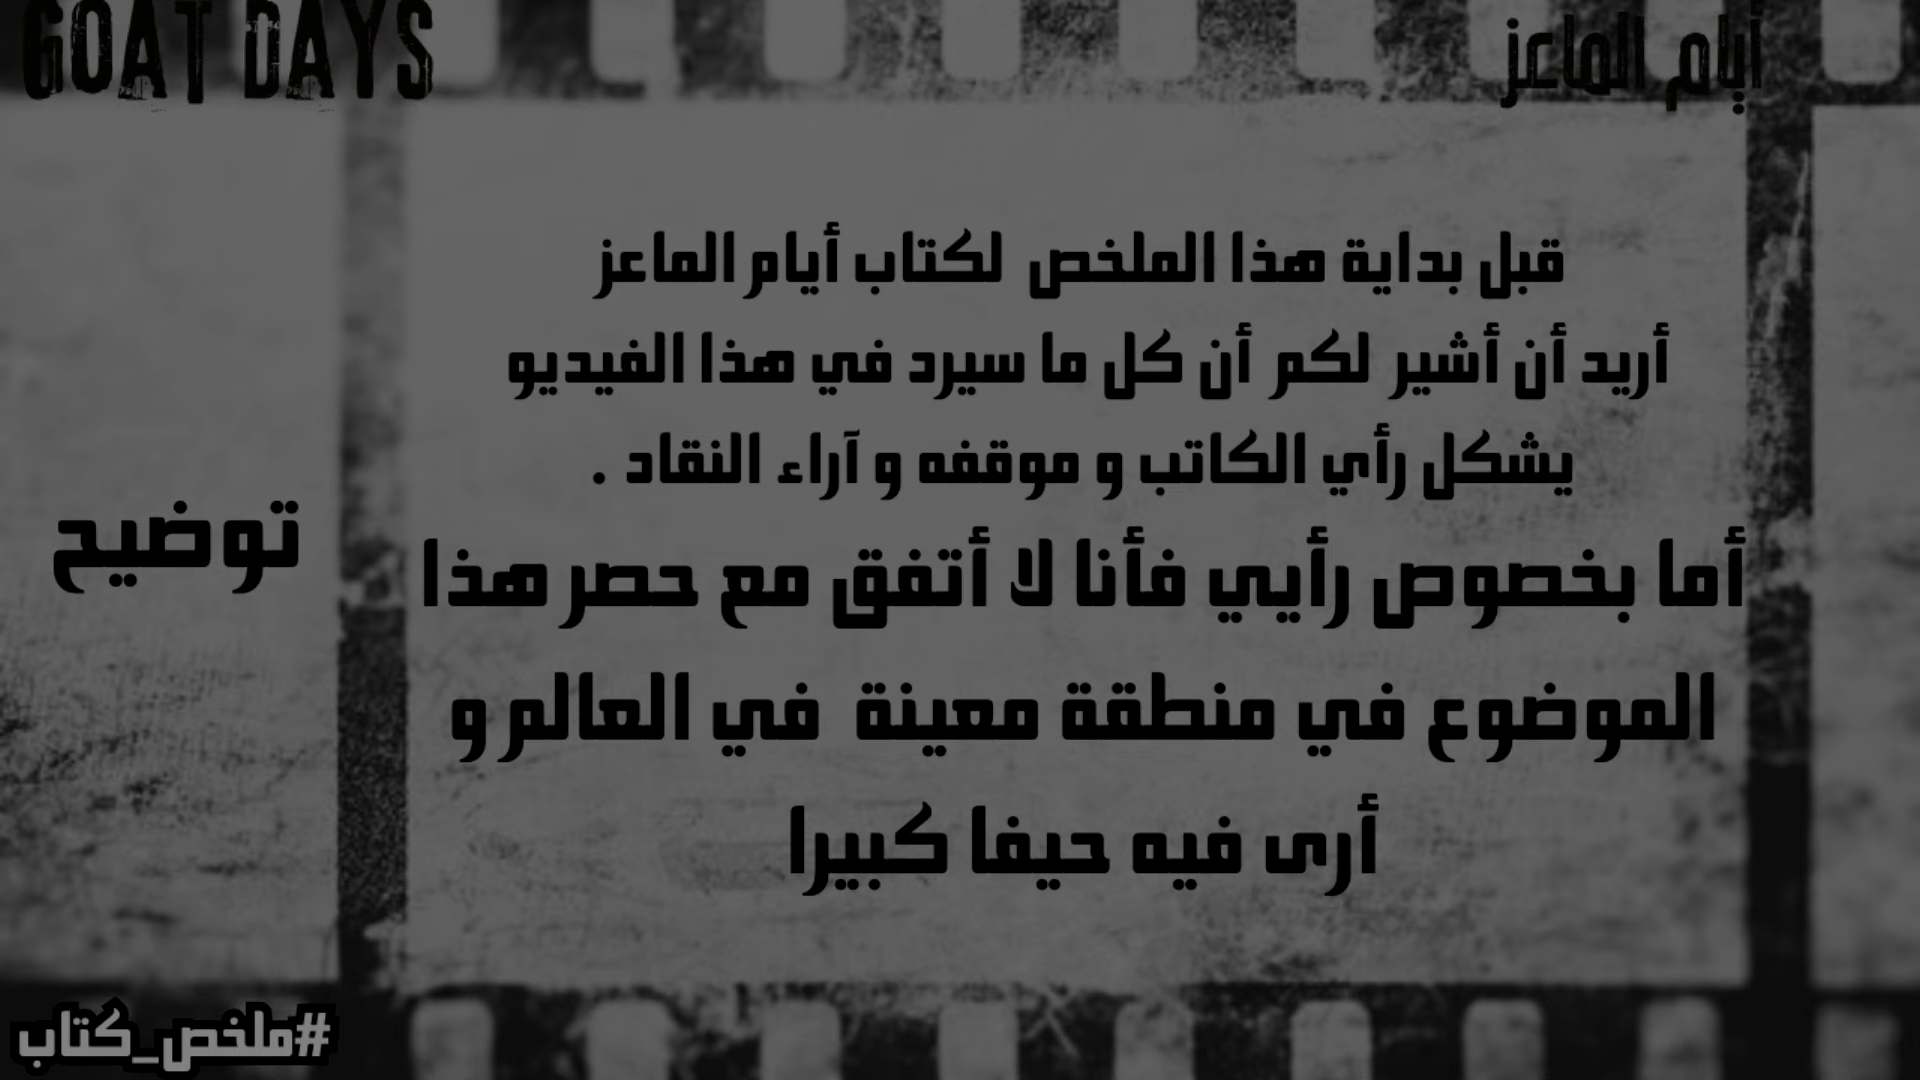 GOAT DAYS
أيام الماعز
قبل بداية هذا الملخص لكتاب أيام الماعز
أريد أن أشير لكم أن كل ما سيرد في هذا الفيديو
يشكل رأي الكاتب و موقفه و آراء النقاد .
أما بخصوص رأيي فأنا لا أتفق مع حصر هذا
الموضوع في منطقة معينة في العالم و
أرى فيه حيفا كبيرا
توضيح
#ملخص_كتاب